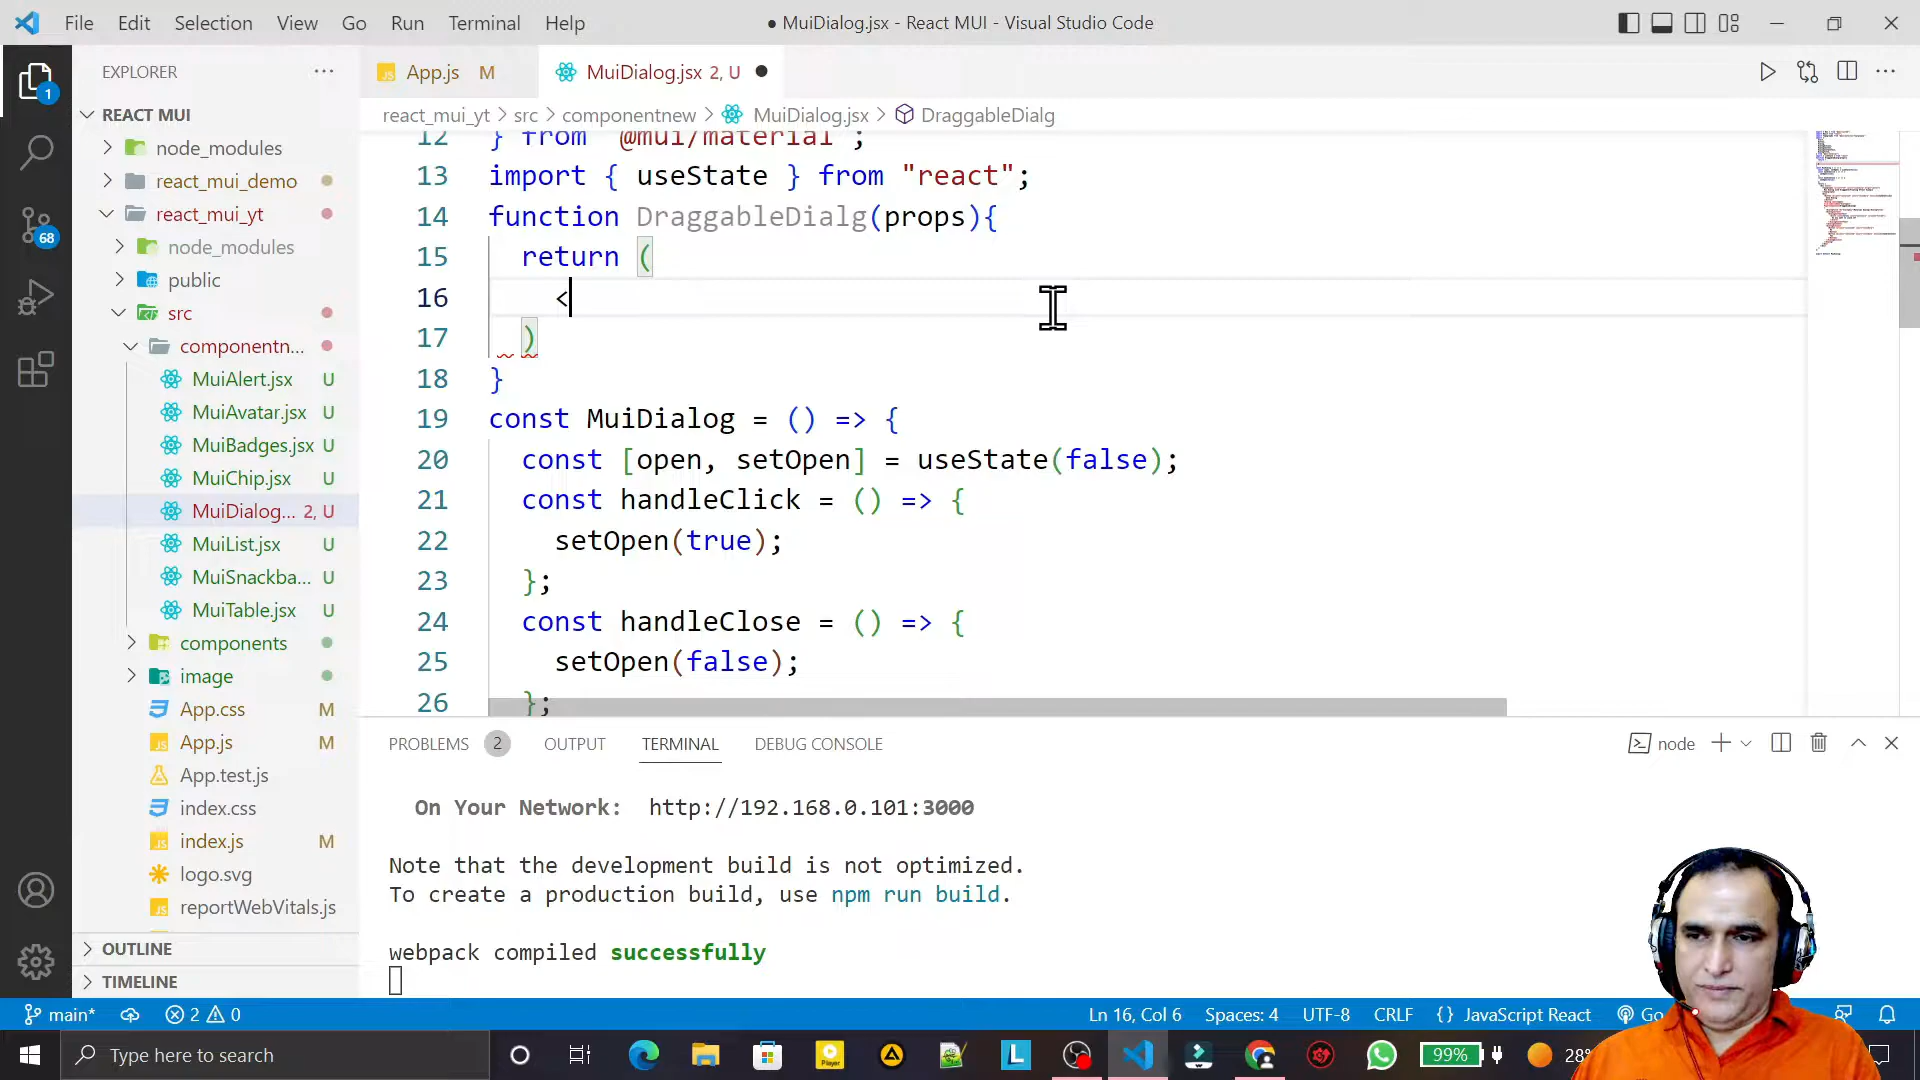 File Edit Selection View Go Run Terminal Help
● MuiDialog.jsx - React MUI - Visual Studio Code
EXPLORER
App.js M
MuiDialog.jsx 2, U
react_mui_yt > src > componentnew > MuiDialog.jsx > DraggableDialg
REACT MUI
node_modules
react_mui_demo
react_mui_yt
node_modules
public
src
componentn...
MuiAlert.jsx U
MuiAvatar.jsx U
MuiBadges.jsx U
MuiChip.jsx U
MuiDialog... 2, U
MuiList.jsx U
MuiSnackba... U
MuiTable.jsx U
components
image
App.css M
App.js M
App.test.js
index.css
index.js M
logo.svg
reportWebVitals.js
OUTLINE
TIMELINE
1
68
12 } from "@mui/material";
13 import { useState } from "react";
14 function DraggableDialg(props){
15 return (
16 <
17 )
18 }
19 const MuiDialog = () => {
20 const [open, setOpen] = useState(false);
21 const handleClick = () => {
22 setOpen(true);
23 };
24 const handleClose = () => {
25 setOpen(false);
26 };
PROBLEMS 2 OUTPUT TERMINAL DEBUG CONSOLE
node
On Your Network: http://192.168.0.101:3000
Note that the development build is not optimized.
To create a production build, use npm run build.
webpack compiled successfully
main* 2 0
Ln 16, Col 6 Spaces: 4 UTF-8 CRLF {} JavaScript React Go
Type here to search
Player
L
99%
28°